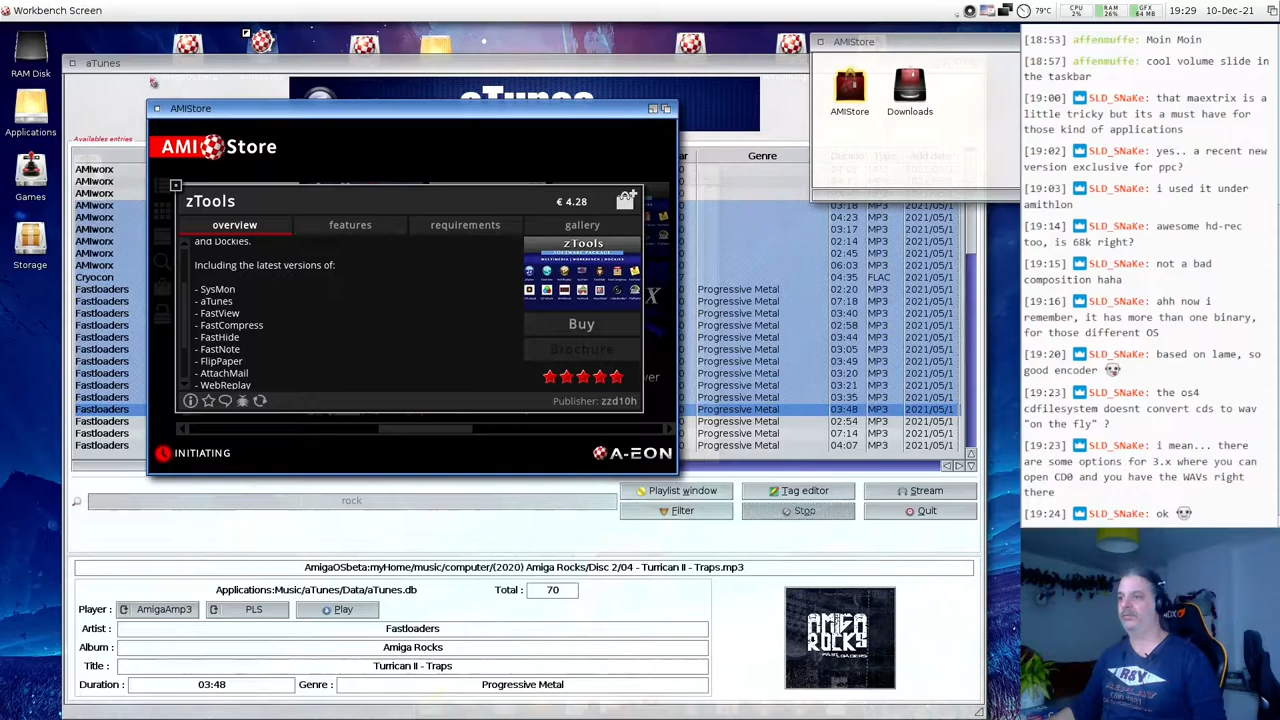 Workbench Screen
79°C
CPU 2%
RAM 26%
GFX 64 MB
19:29
10-Dec-21
RAM Disk
Applications
Games
Storage
aTunes
Availables entries
AMIStore
AMIStore
Downloads
AMIStore
AMI Store
zTools
€ 4.28
overview
features
requirements
gallery
and Dockies.
Including the latest versions of:
- SysMon
- aTunes
- FastView
- FastCompress
- FastHide
- FastNote
- FlipPaper
- AttachMail
- WebReplay
zTools
Buy
Brochure
Publisher: zzd10h
INITIATING
A-EON
Genre
Type
Add date
AMIworx
AMIworx
AMIworx
AMIworx
AMIworx
AMIworx
AMIworx
AMIworx
AMIworx
Cryocon
Fastloaders
Fastloaders
Fastloaders
Fastloaders
Fastloaders
Fastloaders
Fastloaders
Fastloaders
Fastloaders
Fastloaders
Fastloaders
Fastloaders
Fastloaders
Fastloaders
03:18 MP3 2021/05/1
04:23 MP3 2021/05/1
03:17 MP3 2021/05/1
02:14 MP3 2021/05/1
02:45 MP3 2021/05/1
06:03 MP3 2021/05/1
04:35 FLAC 2021/05/1
Progressive Metal 02:20 MP3 2021/05/1
Progressive Metal 07:18 MP3 2021/05/1
Progressive Metal 03:40 MP3 2021/05/1
Progressive Metal 02:58 MP3 2021/05/1
Progressive Metal 03:44 MP3 2021/05/1
Progressive Metal 03:05 MP3 2021/05/1
Progressive Metal 03:49 MP3 2021/05/1
Progressive Metal 03:20 MP3 2021/05/1
Progressive Metal 03:21 MP3 2021/05/1
Progressive Metal 03:35 MP3 2021/05/1
Progressive Metal 03:48 MP3 2021/05/1
Progressive Metal 02:54 MP3 2021/05/1
Progressive Metal 07:14 MP3 2021/05/1
Progressive Metal 04:07 MP3 2021/05/1
rock
Playlist window
Tag editor
Stream
Filter
Stop
Quit
AmigaOSbeta:myHome/music/computer/(2020) Amiga Rocks/Disc 2/04 - Turrican II - Traps.mp3
Applications:Music/aTunes/Data/aTunes.db
Total : 70
Player : AmigaAmp3
PLS
Play
Artist : Fastloaders
Album : Amiga Rocks
Title : Turrican II - Traps
Duration : 03:48
Genre : Progressive Metal
AMIGA
ROCKS
FASTLOADERS
[18:53] affenmuffe: Moin Moin
[18:57] affenmuffe: cool volume slide in
the taskbar
[19:00] SLD_SNaKe: that maextrix is a
little tricky but its a must have for
those kind of applications
[19:02] SLD_SNaKe: yes.. a recent new
version exclusive for ppc?
[19:03] SLD_SNaKe: i used it under
amithlon
[19:14] SLD_SNaKe: awesome hd-rec
too, is 68k right?
[19:15] SLD_SNaKe: not a bad
composition haha
[19:16] SLD_SNaKe: ahh now i
remember, it has more than one binary,
for those different OS
[19:20] SLD_SNaKe: based on lame, so
good encoder
[19:23] SLD_SNaKe: the os4
cdfilesystem doesnt convert cds to wav
"on the fly" ?
[19:23] SLD_SNaKe: i mean... there
are some options for 3.x where you can
open CD0 and you have the WAVs right
there
[19:24] SLD_SNaKe: ok